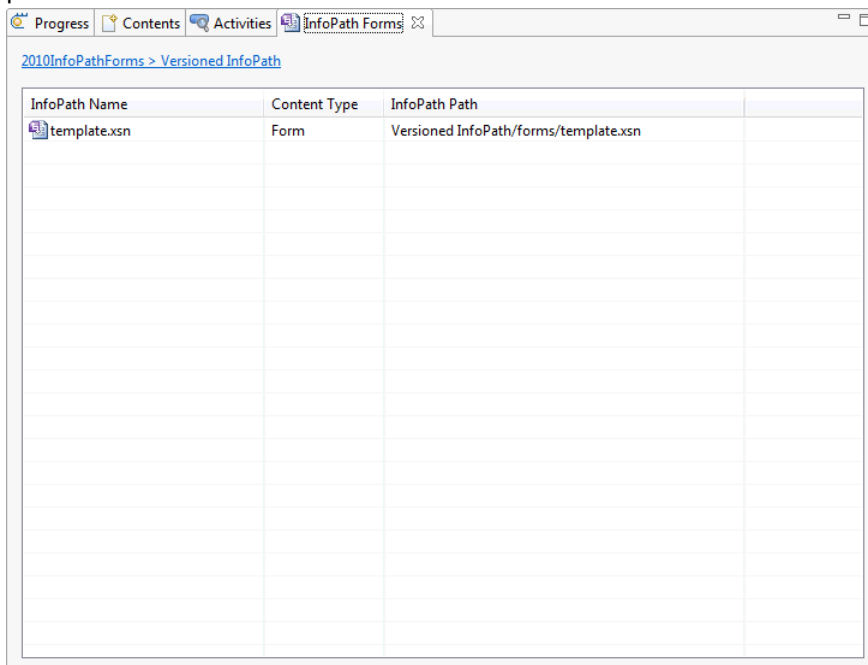 Progress Contents Activities InfoPath Forms
2010InfoPathForms > Versioned InfoPath
InfoPath Name Content Type InfoPath Path
template.xsn Form Versioned InfoPath/forms/template.xsn